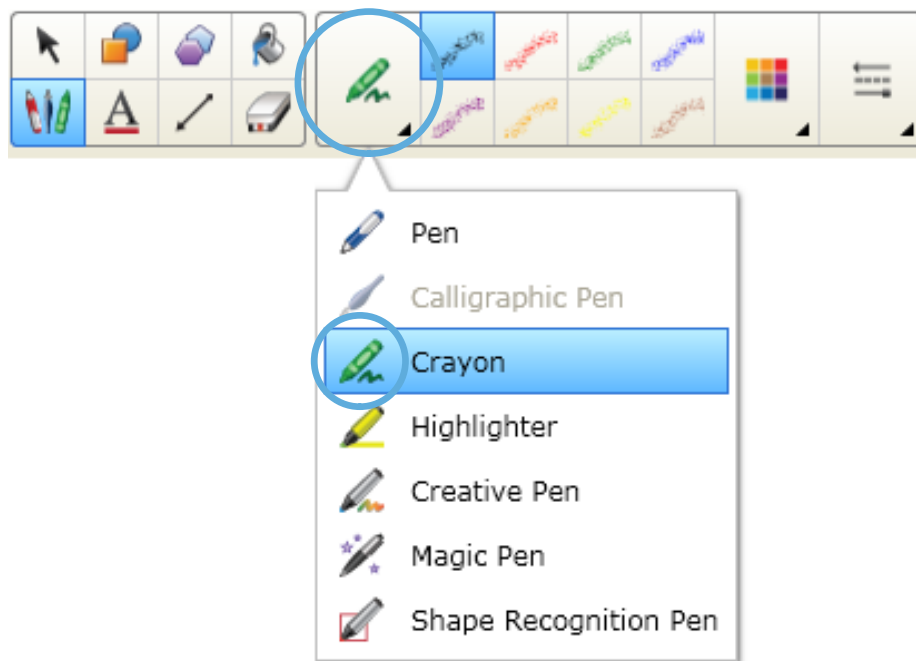 A
Pen
Calligraphic Pen
Crayon
Highlighter
Creative Pen
Magic Pen
Shape Recognition Pen